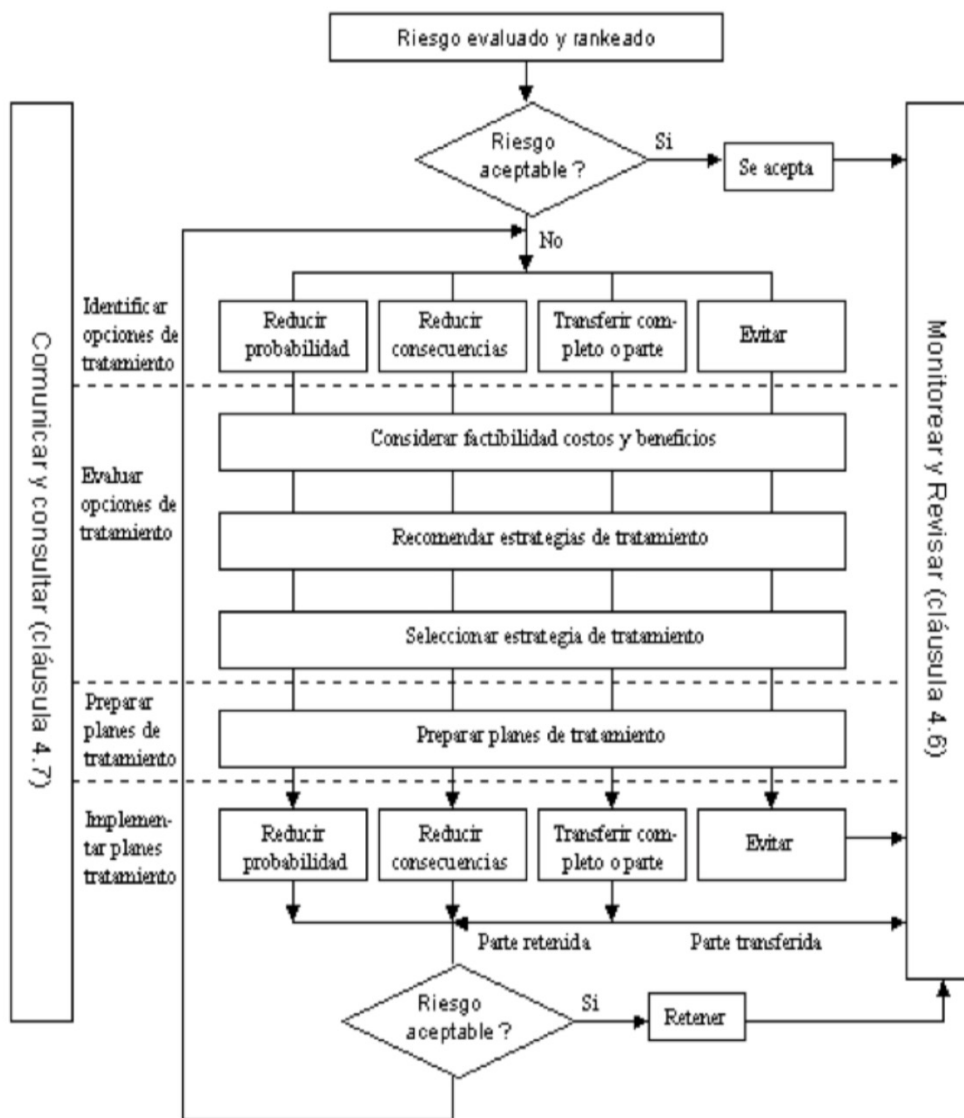 Riesgo evaluado y rankeado
Riesgo
aceptable ?
Si
Se acepta
No
Comunicar y consultar (cláusula 4.7)
Monitorear y Revisar (cláusula 4.6)
Identificar
opciones de
tratamiento
Reducir
probabilidad
Reducir
consecuencias
Transferir com-
pleto o parte
Evitar
Evaluar
opciones de
tratamiento
Considerar factibilidad costos y beneficios
Recomendar estrategias de tratamiento
Seleccionar estrategia de tratamiento
Preparar
planes de
tratamiento
Preparar planes de tratamiento
Implemen-
tar planes
tratamiento
Reducir
probabilidad
Reducir
consecuencias
Transferir com-
pleto o parte
Evitar
Parte retenida
Parte transferida
Riesgo
aceptable ?
Si
Retener